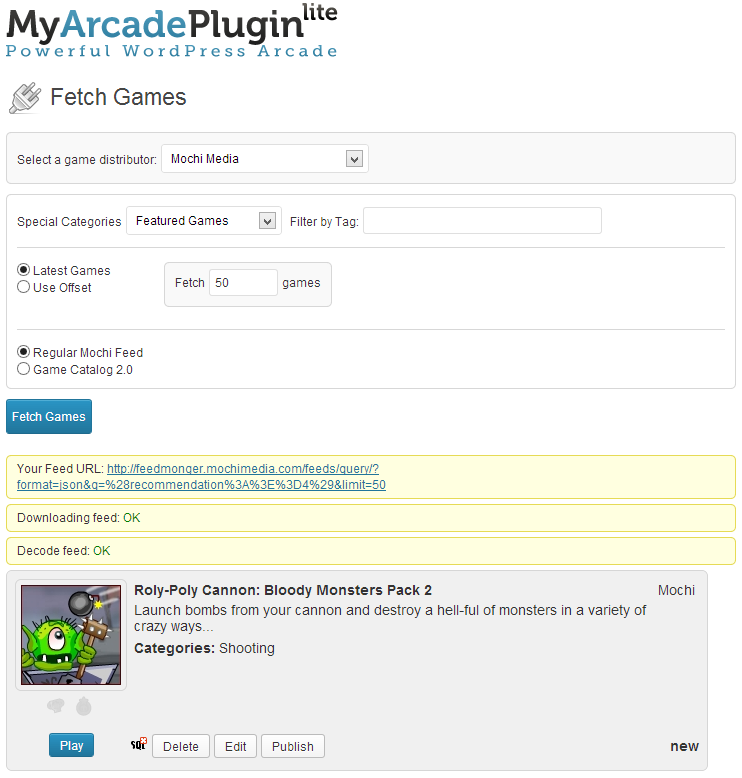 MyArcadePlugin lite
Powerful WordPress Arcade
Fetch Games
Select a game distributor: Mochi Media
Special Categories Featured Games Filter by Tag:
Latest Games
Use Offset
Fetch 50 games
Regular Mochi Feed
Game Catalog 2.0
Fetch Games
Your Feed URL: http://feedmonger.mochimedia.com/feeds/query/?
format=json&q=%28recommendation%3A%3E%3D4%29&limit=50
Downloading feed: OK
Decode feed: OK
Roly-Poly Cannon: Bloody Monsters Pack 2 Mochi
Launch bombs from your cannon and destroy a hell-ful of monsters in a variety of
crazy ways...
Categories: Shooting
Play SQL Delete Edit Publish new